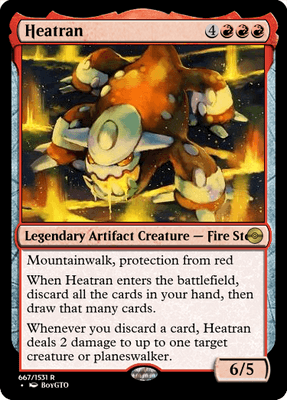 Heatran 4
Legendary Artifact Creature — Fire St
Mountainwalk, protection from red
When Heatran enters the battlefield,
discard all the cards in your hand, then
draw that many cards.
Whenever you discard a card, Heatran
deals 2 damage to up to one target
creature or planeswalker.
6/5
667/1531 R
• BoyGTO